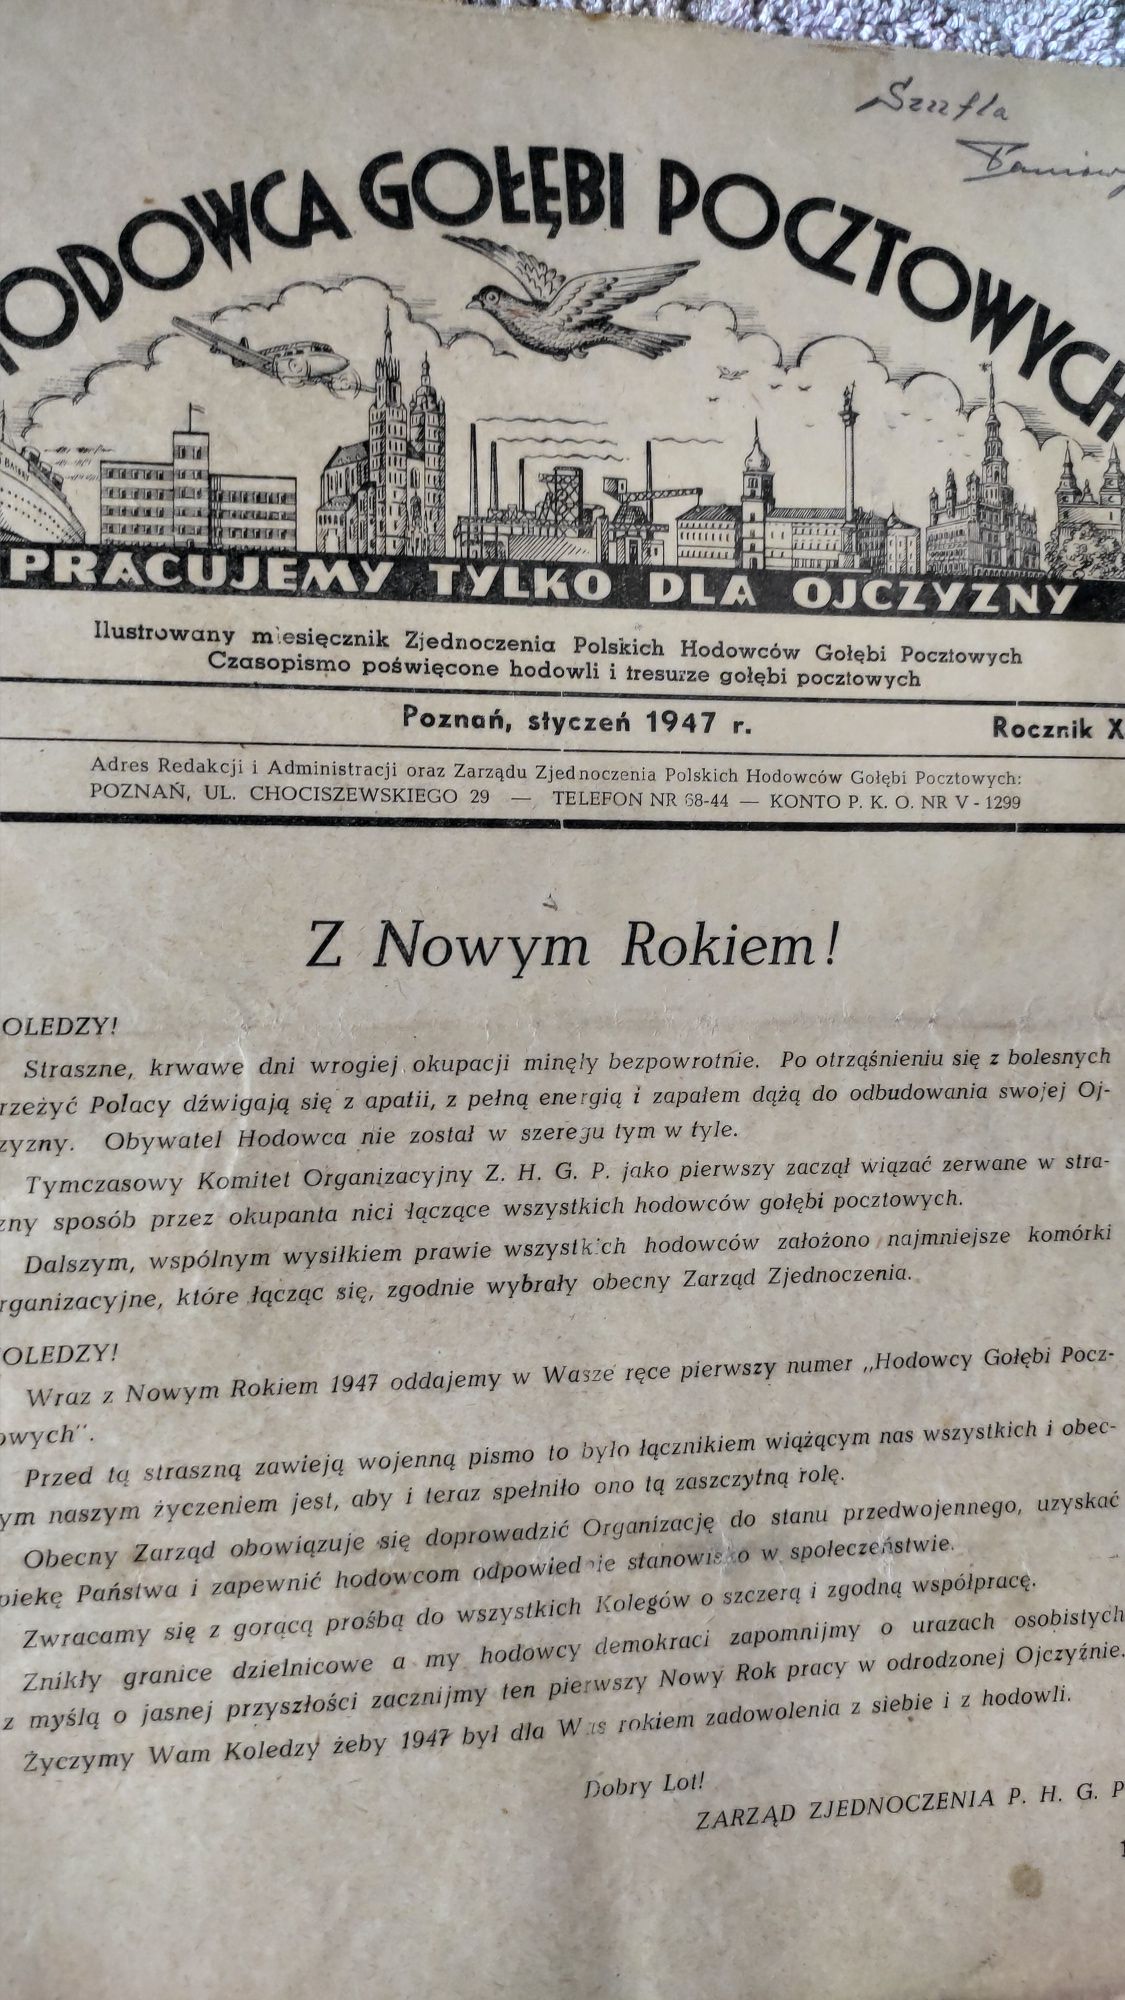 Szufla
ODOWCA GOŁĘBI POCZTOWYCH
BATORY
PRACUJEMY TYLKO DLA OJCZYZNY
Ilustrowany miesięcznik Zjednoczenia Polskich Hodowców Gołębi Pocztowych
Czasopismo poświęcone hodowli i tresurze gołębi pocztowych
Poznań, styczeń 1947 r. Rocznik X
Adres Redakcji i Administracji oraz Zarządu Zjednoczenia Polskich Hodowców Gołębi Pocztowych:
POZNAŃ, UL. CHOCISZEWSKIEGO 29 — TELEFON NR 68-44 — KONTO P. K. O. NR V - 1299
Z Nowym Rokiem!
OLEDZY!
Straszne, krwawe dni wrogiej okupacji minęły bezpowrotnie. Po otrząśnieniu się z bolesnych
rzeżyć Polacy dźwigają się z apatii, z pełną energią i zapałem dążą do odbudowania swojej Oj-
zyzny. Obywatel Hodowca nie został w szeregu tym w tyle.
Tymczasowy Komitet Organizacyjny Z. H. G. P. jako pierwszy zaczął wiązać zerwane w stra-
zny sposób przez okupanta nici łączące wszystkich hodowców gołębi pocztowych.
Dalszym, wspólnym wysiłkiem prawie wszystkich hodowców założono najmniejsze komórki
rganizacyjne, które łącząc się, zgodnie wybrały obecny Zarząd Zjednoczenia.
OLEDZY!
Wraz z Nowym Rokiem 1947 oddajemy w Wasze ręce pierwszy numer „Hodowcy Gołębi Pocz-
owych".
Przed tą straszną zawieją wojenną pismo to było łącznikiem wiążącym nas wszystkich i obec-
ym naszym życzeniem jest, aby i teraz spełniło ono tą zaszczytną rolę.
Obecny Zarząd obowiązuje się doprowadzić Organizację do stanu przedwojennego, uzyskać
piekę Państwa i zapewnić hodowcom odpowiednie stanowisko w społeczeństwie.
Zwracamy się z gorącą prośbą do wszystkich Kolegów o szczerą i zgodną współpracę.
Znikły granice dzielnicowe a my hodowcy demokraci zapomnijmy o urazach osobistych
z myślą o jasnej przyszłości zacznijmy ten pierwszy Nowy Rok pracy w odrodzonej Ojczyźnie.
Życzymy Wam Koledzy żeby 1947 był dla Was rokiem zadowolenia z siebie i z hodowli.
Dobry Lot!
ZARZĄD ZJEDNOCZENIA P. H. G. P
1